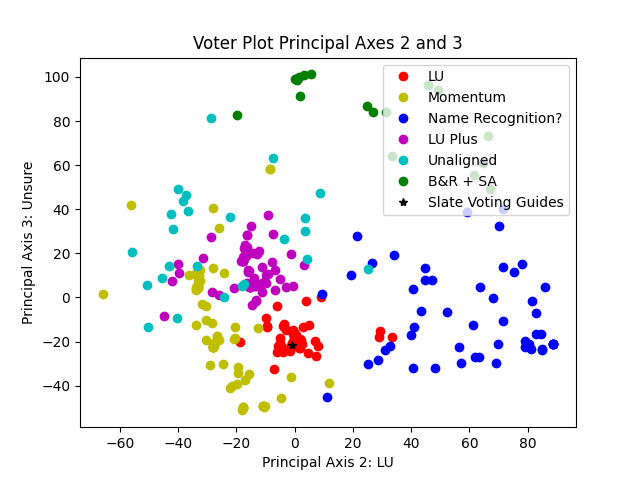 Voter Plot Principal Axes 2 and 3
Principal Axis 3: Unsure
100
80
60
40
20
0
−20
−40
LU
Momentum
Name Recognition?
LU Plus
Unaligned
B&R + SA
Slate Voting Guides
−60
−40
−20
0
20
40
60
80
Principal Axis 2: LU